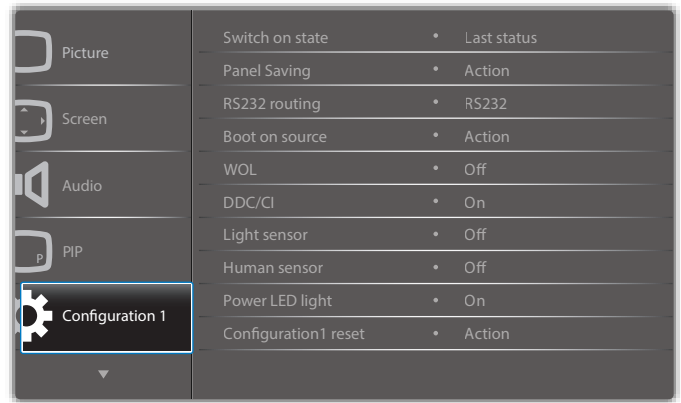 Picture
Screen
Audio
P
PIP
Configuration 1
Switch on state • Last status
Panel Saving • Action
RS232 routing • RS232
Boot on source • Action
WOL • Off
DDC/CI • On
Light sensor • Off
Human sensor • Off
Power LED light • On
Configuration1 reset • Action